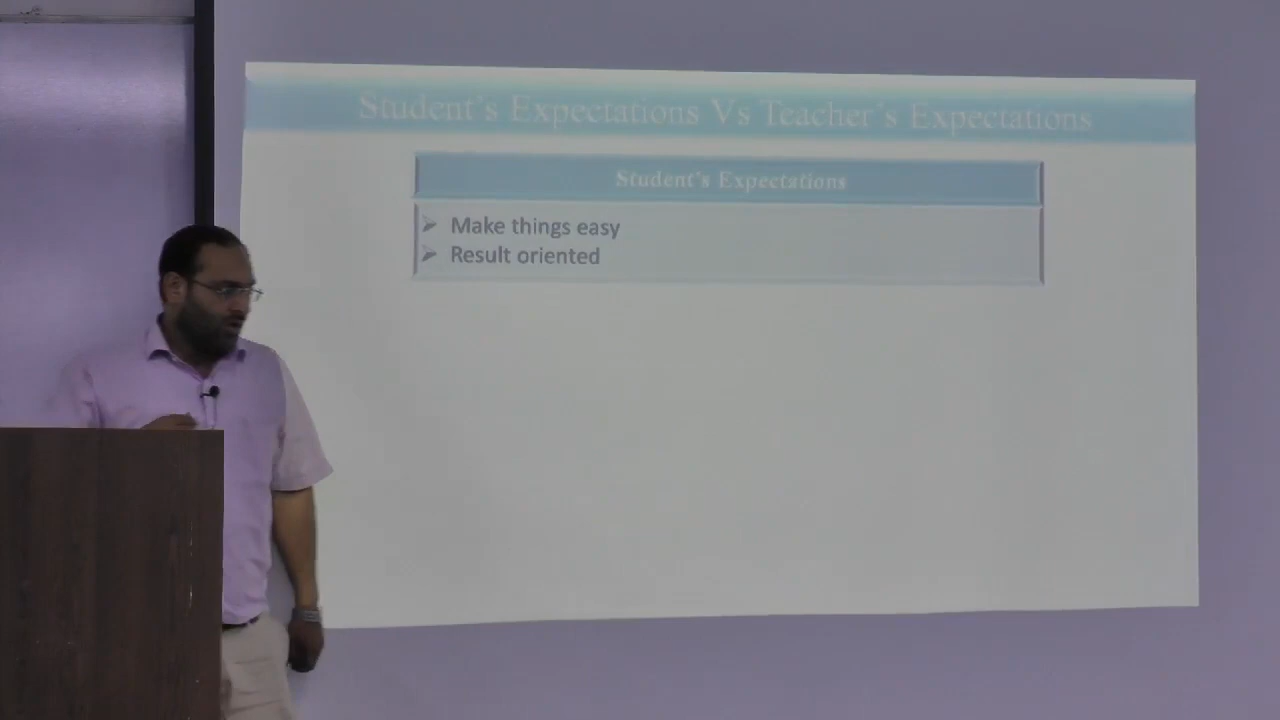 Student's Expectations Vs Teacher's Expectations
Student's Expectations
➢ Make things easy
➢ Result oriented